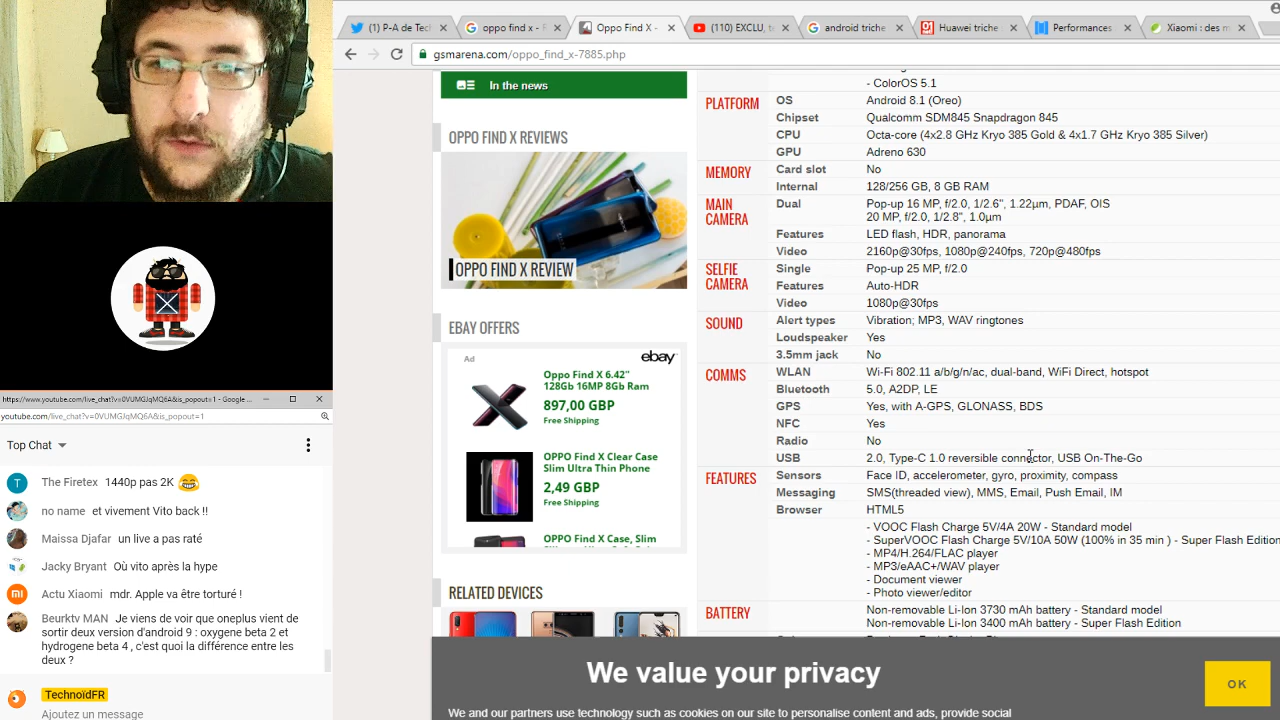 (1) P-A de Tech
oppo find x - R
Oppo Find X -
(110) EXCLU, te
android triche
Huawei triche
Performances
Xiaomi : des m
gsmarena.com/oppo_find_x-7885.php
In the news
OPPO FIND X REVIEWS
OPPO FIND X REVIEW
EBAY OFFERS
Ad
ebay
Oppo Find X 6.42"
128Gb 16MP 8Gb Ram
897,00 GBP
Free Shipping
OPPO Find X Clear Case
Slim Ultra Thin Phone
2,49 GBP
Free Shipping
OPPO Find X Case, Slim
RELATED DEVICES
- ColorOS 5.1
PLATFORM
OS Android 8.1 (Oreo)
Chipset Qualcomm SDM845 Snapdragon 845
CPU Octa-core (4x2.8 GHz Kryo 385 Gold & 4x1.7 GHz Kryo 385 Silver)
GPU Adreno 630
MEMORY
Card slot No
Internal 128/256 GB, 8 GB RAM
MAIN
CAMERA
Dual Pop-up 16 MP, f/2.0, 1/2.6", 1.22µm, PDAF, OIS
20 MP, f/2.0, 1/2.8", 1.0µm
Features LED flash, HDR, panorama
Video 2160p@30fps, 1080p@240fps, 720p@480fps
SELFIE
CAMERA
Single Pop-up 25 MP, f/2.0
Features Auto-HDR
Video 1080p@30fps
SOUND
Alert types Vibration; MP3, WAV ringtones
Loudspeaker Yes
3.5mm jack No
COMMS
WLAN Wi-Fi 802.11 a/b/g/n/ac, dual-band, WiFi Direct, hotspot
Bluetooth 5.0, A2DP, LE
GPS Yes, with A-GPS, GLONASS, BDS
NFC Yes
Radio No
USB 2.0, Type-C 1.0 reversible connector, USB On-The-Go
FEATURES
Sensors Face ID, accelerometer, gyro, proximity, compass
Messaging SMS(threaded view), MMS, Email, Push Email, IM
Browser HTML5
- VOOC Flash Charge 5V/4A 20W - Standard model
- SuperVOOC Flash Charge 5V/10A 50W (100% in 35 min ) - Super Flash Edition
- MP4/H.264/FLAC player
- MP3/eAAC+/WAV player
- Document viewer
- Photo viewer/editor
BATTERY
Non-removable Li-Ion 3730 mAh battery - Standard model
Non-removable Li-Ion 3400 mAh battery - Super Flash Edition
We value your privacy
We and our partners use technology such as cookies on our site to personalise content and ads, provide social
OK
https://www.youtube.com/live_chat?v=0VUMGJqMQ6A&is_popout=1 - Google ...
youtube.com/live_chat?v=0VUMGJqMQ6A&is_popout=1
Top Chat
T
The Firetex 1440p pas 2K 😂
no name et vivement Vito back !!
Maissa Djafar un live a pas raté
Jacky Bryant Où vito après la hype
Actu Xiaomi mdr. Apple va être torturé !
Beurktv MAN Je viens de voir que oneplus vient de
sortir deux version d'android 9 : oxygene beta 2 et
hydrogene beta 4 , c'est quoi la différence entre les
deux ?
TechnoïdFR
Ajoutez un message